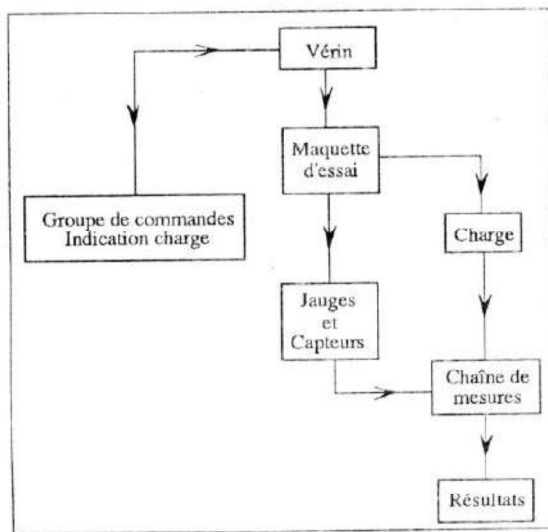 Vérin
Maquette
d'essai
Groupe de commandes
Indication charge
Charge
Jauges
et
Capteurs
Chaîne de
mesures
Résultats